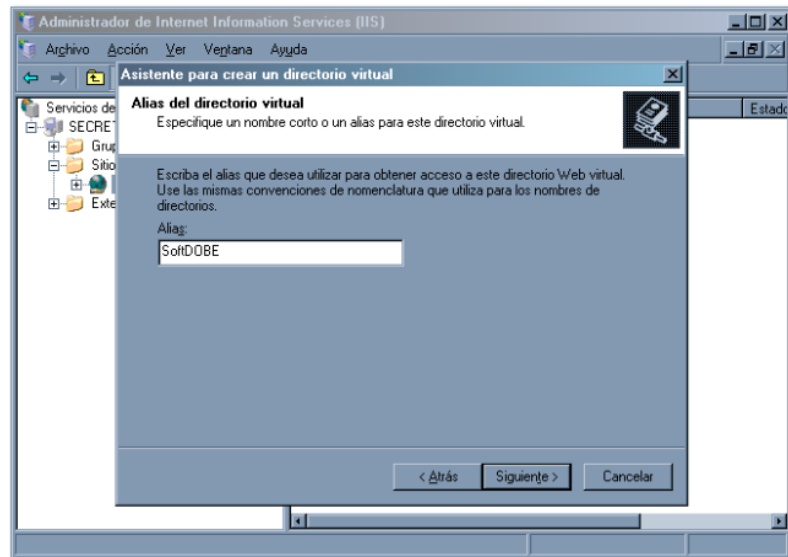 Administrador de Internet Information Services (IIS)
Archivo Acción Ver Ventana Ayuda
Asistente para crear un directorio virtual
Servicios de
Estado
SECRET
Alias del directorio virtual
Especifique un nombre corto o un alias para este directorio virtual.
Grup
Sitio
Exte
Escriba el alias que desea utilizar para obtener acceso a este directorio Web virtual.
Use las mismas convenciones de nomenclatura que utiliza para los nombres de
directorios.
Alias:
SoftDOBE
< Atrás Siguiente > Cancelar